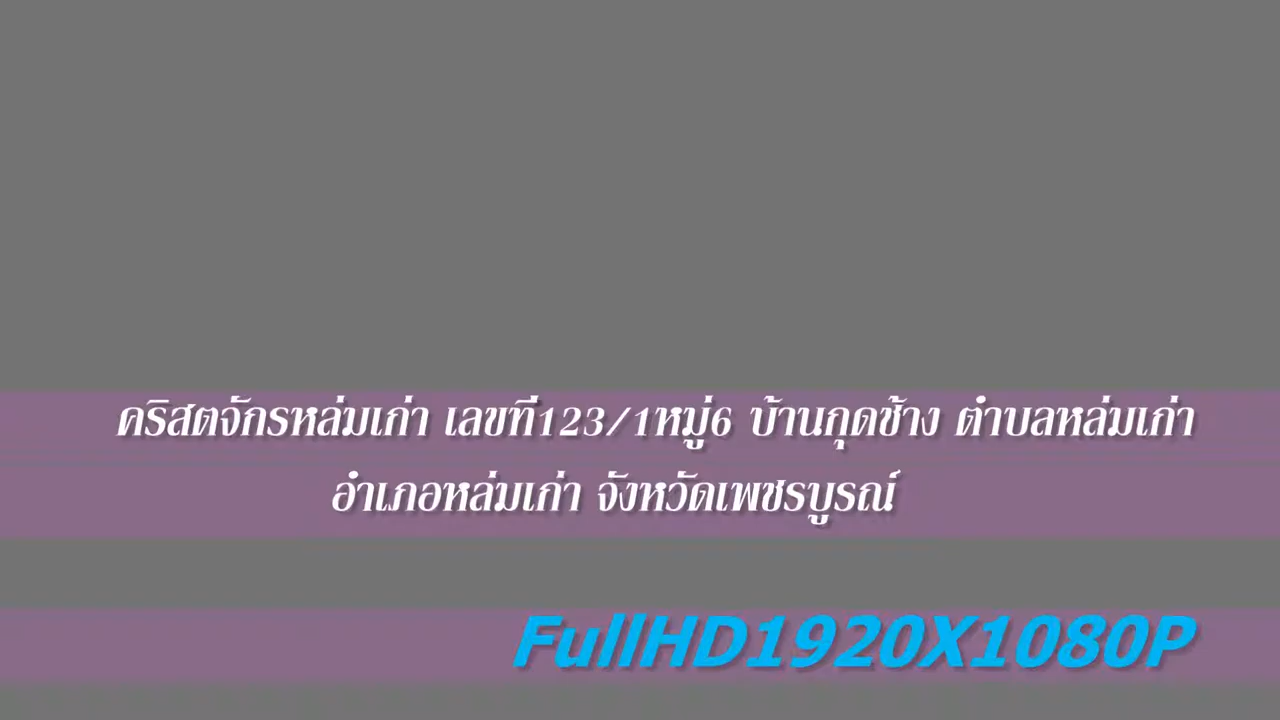 คริสตจักรหล่มเก่า เลขที่123/1หมู่6 บ้านกุดช้าง ตำบลหล่มเก่า
อำเภอหล่มเก่า จังหวัดเพชรบูรณ์
FullHD1920X1080P